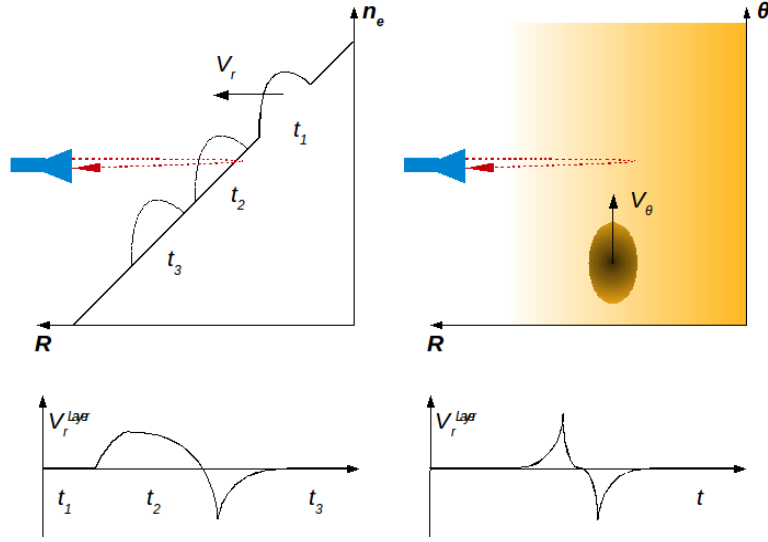 n_e
θ
V_r
t_1
t_2
V_θ
t_3
R
R
V_r^Layer
V_r^Layer
t_1
t_2
t_3
t